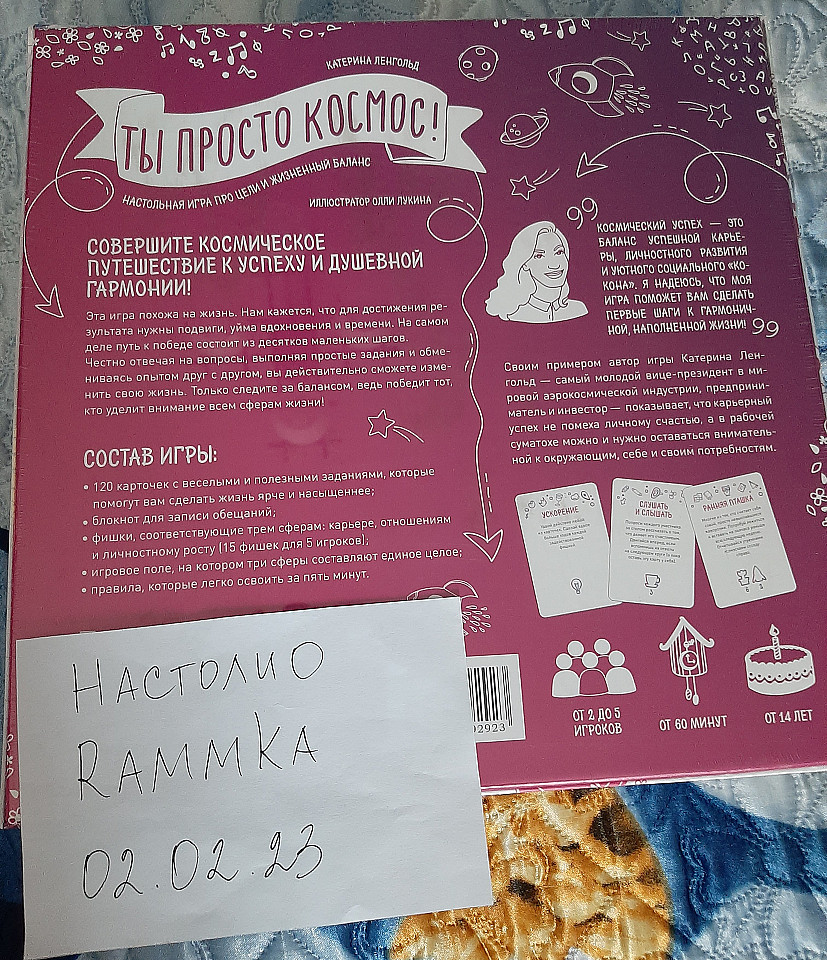 КАТЕРИНА ЛЕНГОЛЬД
ТЫ ПРОСТО КОСМОС!
НАСТОЛЬНАЯ ИГРА ПРО ЦЕЛИ И ЖИЗНЕННЫЙ БАЛАНС
ИЛЛЮСТРАТОР ОЛЛИ ЛУКИНА
СОВЕРШИТЕ КОСМИЧЕСКОЕ
ПУТЕШЕСТВИЕ К УСПЕХУ И ДУШЕВНОЙ
ГАРМОНИИ!
Эта игра похожа на жизнь. Нам кажется, что для достижения ре-
зультата нужны подвиги, уйма вдохновения и времени. На самом
деле путь к победе состоит из десятков маленьких шагов.
Честно отвечая на вопросы, выполняя простые задания и обме-
ниваясь опытом друг с другом, вы действительно сможете изме-
нить свою жизнь. Только следите за балансом, ведь победит тот,
кто уделит внимание всем сферам жизни!
СОСТАВ ИГРЫ:
• 120 карточек с веселыми и полезными заданиями, которые
помогут вам сделать жизнь ярче и насыщеннее;
• блокнот для записи обещаний;
• фишки, соответствующие трем сферам: карьере, отношениям
и личностному росту (15 фишек для 5 игроков);
• игровое поле, на котором три сферы составляют единое целое;
• правила, которые легко освоить за пять минут.
КОСМИЧЕСКИЙ УСПЕХ — ЭТО
БАЛАНС УСПЕШНОЙ КАРЬЕ-
РЫ, ЛИЧНОСТНОГО РАЗВИТИЯ
И УЮТНОГО СОЦИАЛЬНОГО «КО-
КОНА». Я НАДЕЮСЬ, ЧТО МОЯ
ИГРА ПОМОЖЕТ ВАМ СДЕЛАТЬ
ПЕРВЫЕ ШАГИ К ГАРМОНИЧ-
НОЙ, НАПОЛНЕННОЙ ЖИЗНИ!
Своим примером автор игры Катерина Лен-
гольд — самый молодой вице-президент в ми-
ровой аэрокосмической индустрии, предприни-
матель и инвестор — показывает, что карьерный
успех не помеха личному счастью, а в рабочей
суматохе можно и нужно оставаться внимательн-
ной к окружающим, себе и своим потребностям.
УСКОРЕНИЕ
СЛУШАТЬ
И СЛЫШАТЬ
3
РАННЯЯ ПТАШКА
6 3
02923
ОТ 2 ДО 5
ИГРОКОВ
ОТ 60 МИНУТ
ОТ 14 ЛЕТ
НАСТОЛИО
RAMMKA
02.02.23